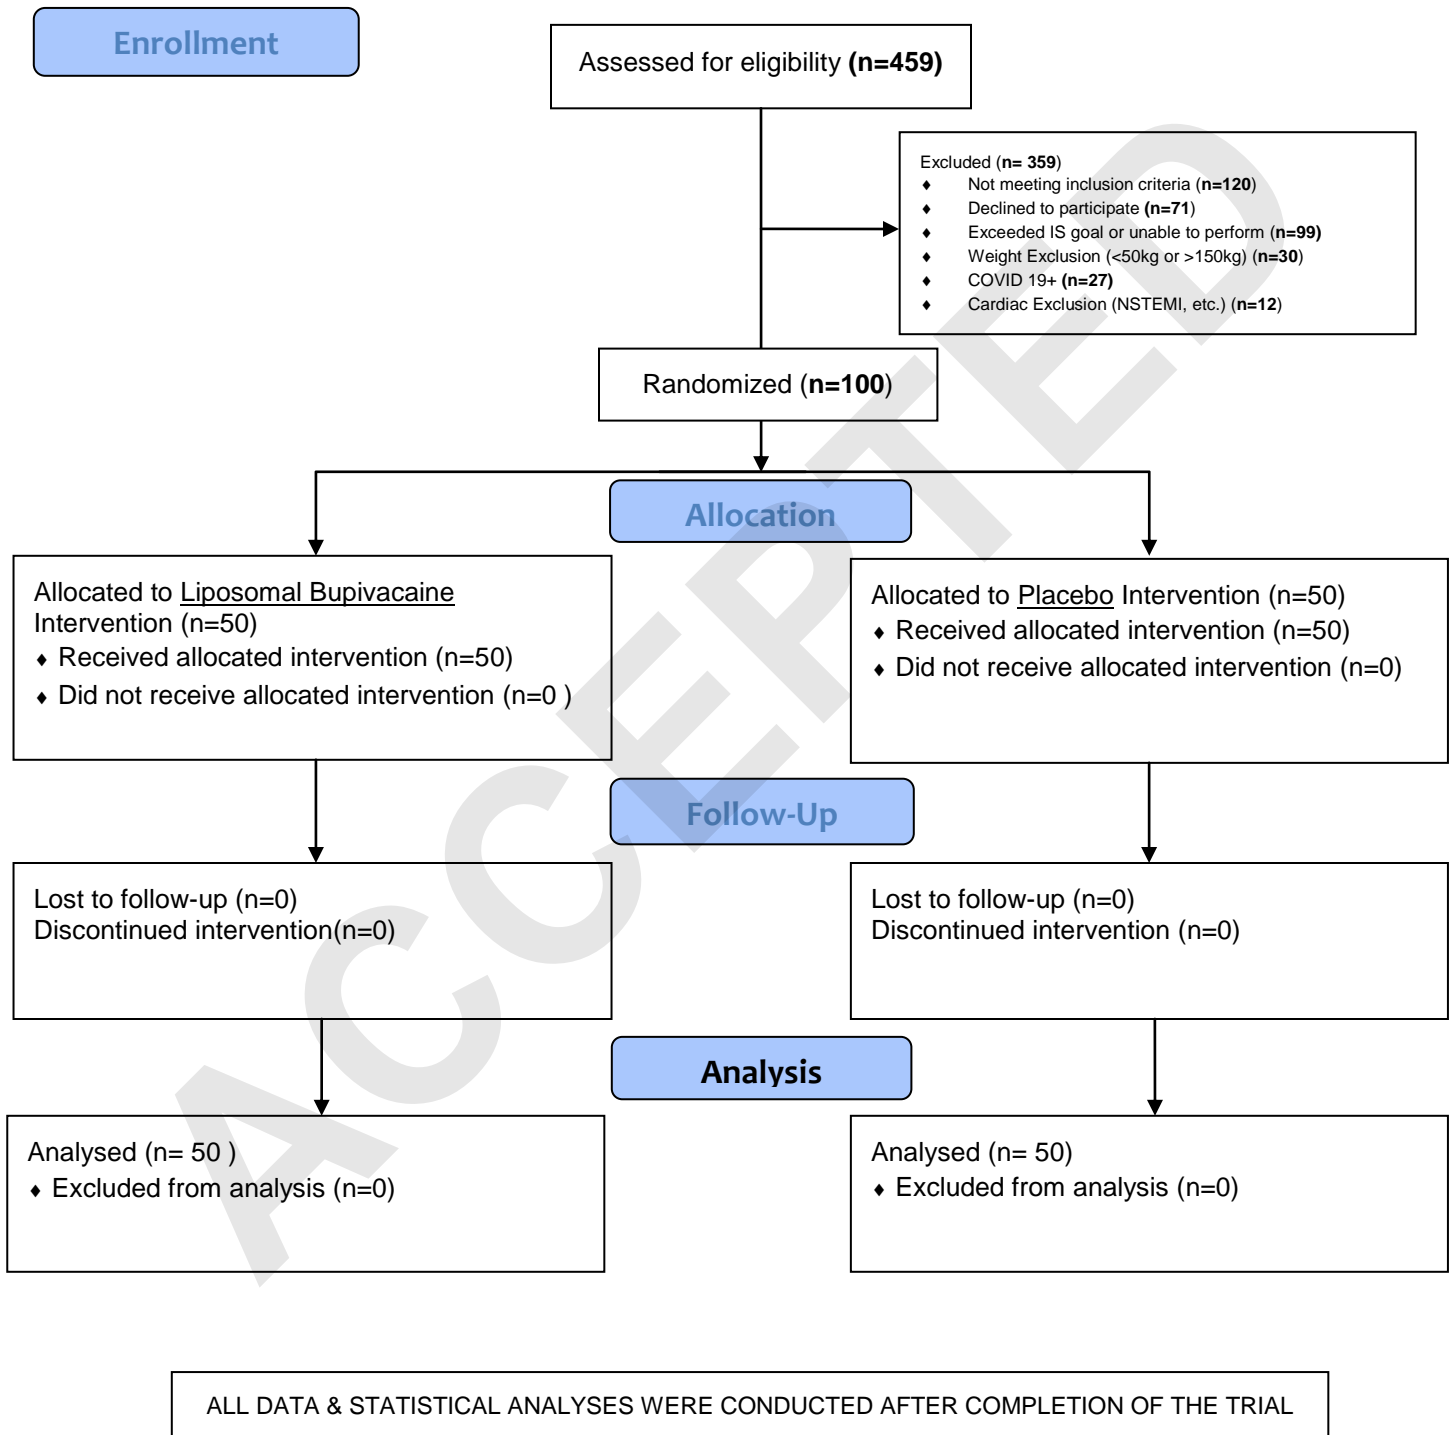 Enrollment
Assessed for eligibility (n=459)
Excluded (n= 359)
♦ Not meeting inclusion criteria (n=120)
♦ Declined to participate (n=71)
♦ Exceeded IS goal or unable to perform (n=99)
♦ Weight Exclusion (<50kg or >150kg) (n=30)
♦ COVID 19+ (n=27)
♦ Cardiac Exclusion (NSTEMI, etc.) (n=12)
Randomized (n=100)
Allocation
Allocated to Liposomal Bupivacaine
Intervention (n=50)
♦ Received allocated intervention (n=50)
♦ Did not receive allocated intervention (n=0 )
Allocated to Placebo Intervention (n=50)
♦ Received allocated intervention (n=50)
♦ Did not receive allocated intervention (n=0)
Follow-Up
Lost to follow-up (n=0)
Discontinued intervention(n=0)
Lost to follow-up (n=0)
Discontinued intervention (n=0)
Analysis
Analysed (n= 50 )
♦ Excluded from analysis (n=0)
Analysed (n= 50)
♦ Excluded from analysis (n=0)
ALL DATA & STATISTICAL ANALYSES WERE CONDUCTED AFTER COMPLETION OF THE TRIAL
ACCEPTED